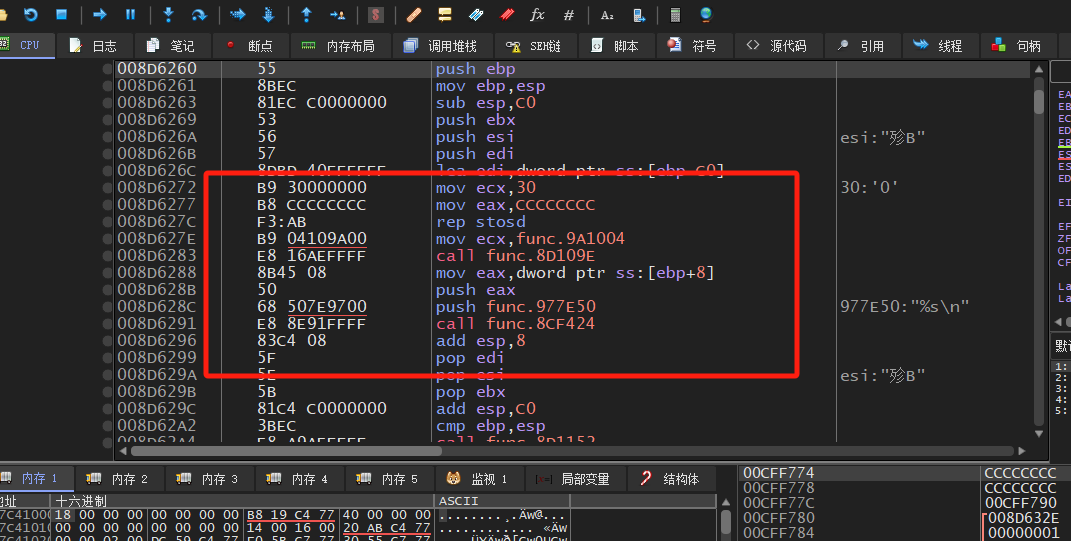 CPU 日志 笔记 断点 内存布局 调用堆栈 SEH链 脚本 符号 源代码 引用 线程 句柄
008D6260 55 push ebp
008D6261 8BEC mov ebp,esp
008D6263 81EC C0000000 sub esp,C0
008D6269 53 push ebx
008D626A 56 push esi esi:"殄B"
008D626B 57 push edi
008D626C 8DBD 40FFFFFF lea edi,dword ptr ss:[ebp-C0]
008D6272 B9 30000000 mov ecx,30 30:'0'
008D6277 B8 CCCCCCCC mov eax,CCCCCCCC
008D627C F3:AB rep stosd
008D627E B9 04109A00 mov ecx,func.9A1004
008D6283 E8 16AEFFFF call func.8D109E
008D6288 8B45 08 mov eax,dword ptr ss:[ebp+8]
008D628B 50 push eax
008D628C 68 507E9700 push func.977E50 977E50:"%s\n"
008D6291 E8 8E91FFFF call func.8CF424
008D6296 83C4 08 add esp,8
008D6299 5F pop edi
008D629A 5E pop esi esi:"殄B"
008D629B 5B pop ebx
008D629C 81C4 C0000000 add esp,C0
008D62A2 3BEC cmp ebp,esp
008D62A4 E8 A9AEFFFF call func.8D1152
内存 1 内存 2 内存 3 内存 4 内存 5 监视 1 局部变量 结构体
地址 十六进制 ASCII
18 00 00 00 00 00 00 00 B8 19 C4 77 40 00 00 00 .........Äw@...
00 00 00 00 00 00 00 00 14 00 16 00 20 AB C4 77 ............ «Äw
00CFF774 CCCCCCCC
00CFF778 CCCCCCCC
00CFF77C 00CFF790
00CFF780 008D632E
00CFF784 00000001